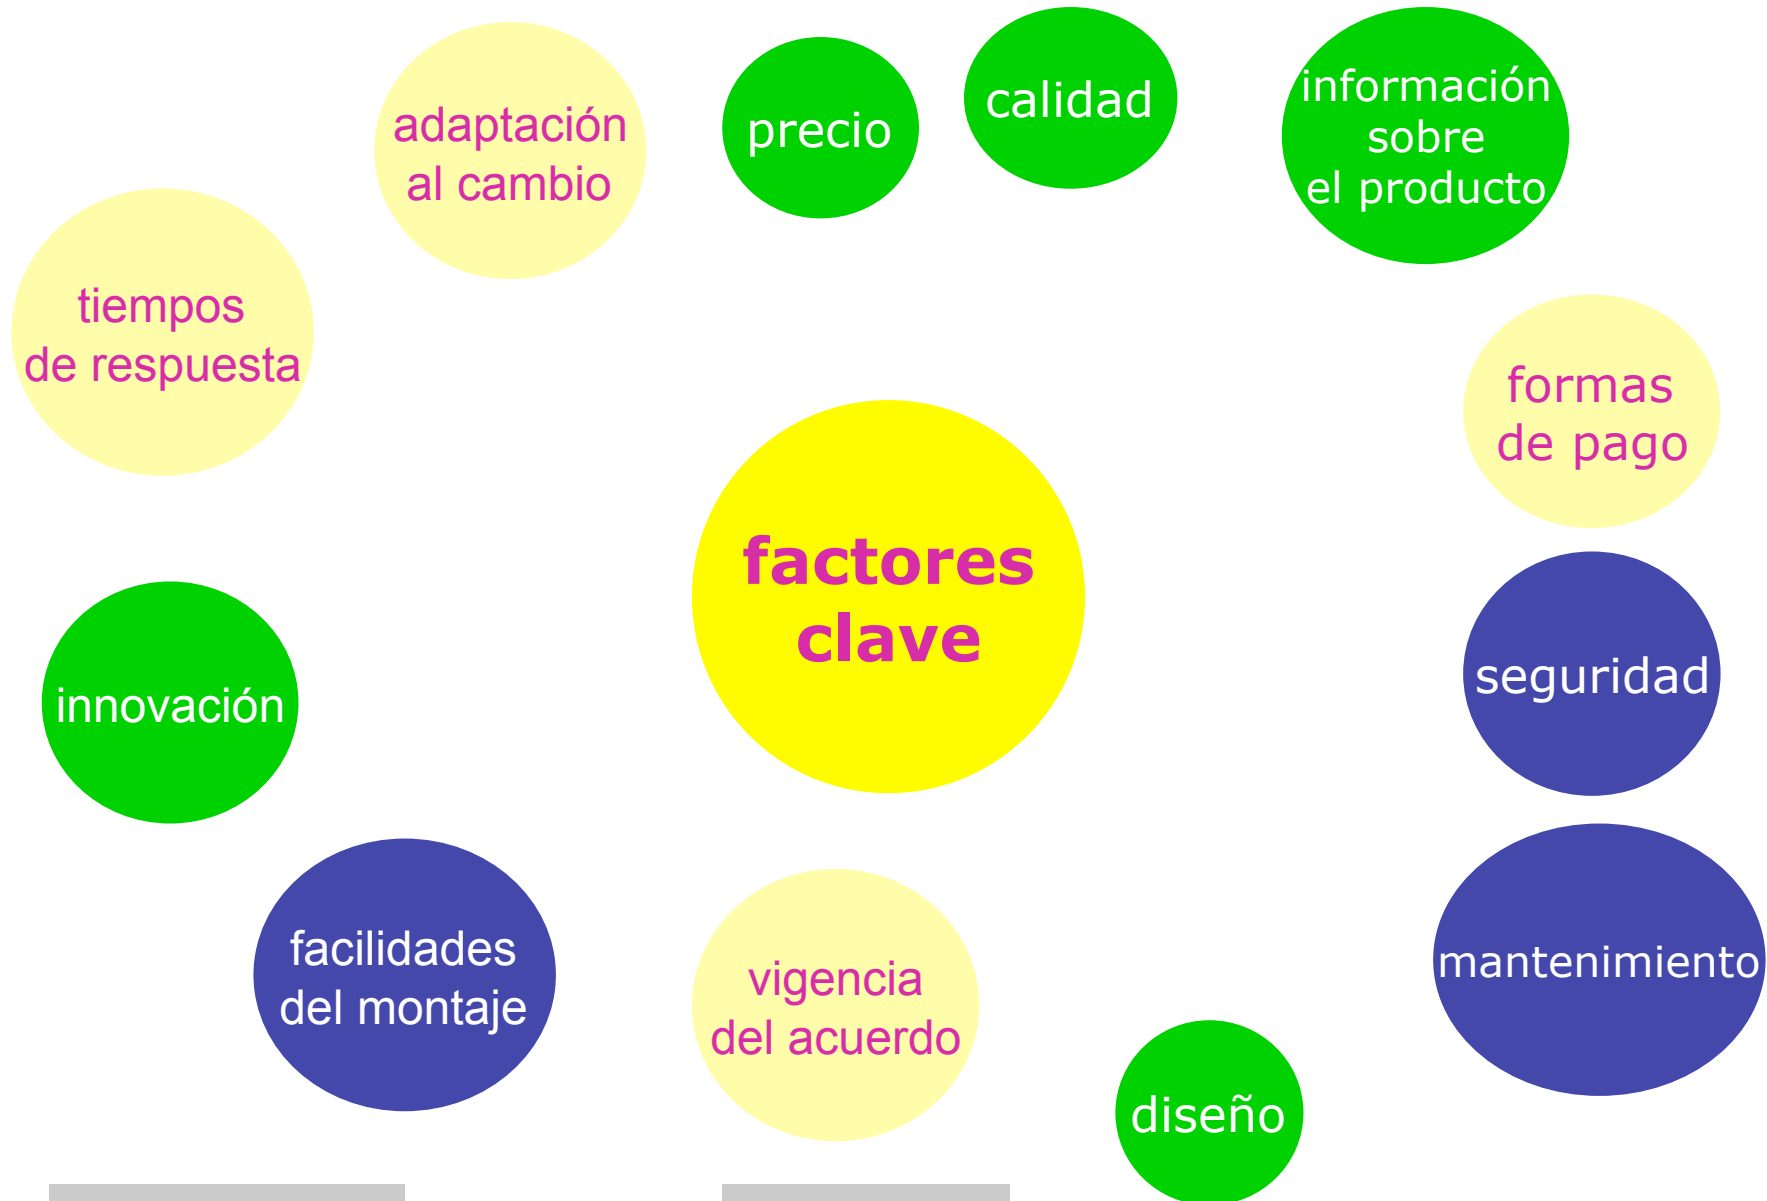 adaptación
al cambio
precio
calidad
información
sobre
el producto
tiempos
de respuesta
formas
de pago
factores
clave
innovación
seguridad
facilidades
del montaje
vigencia
del acuerdo
mantenimiento
diseño